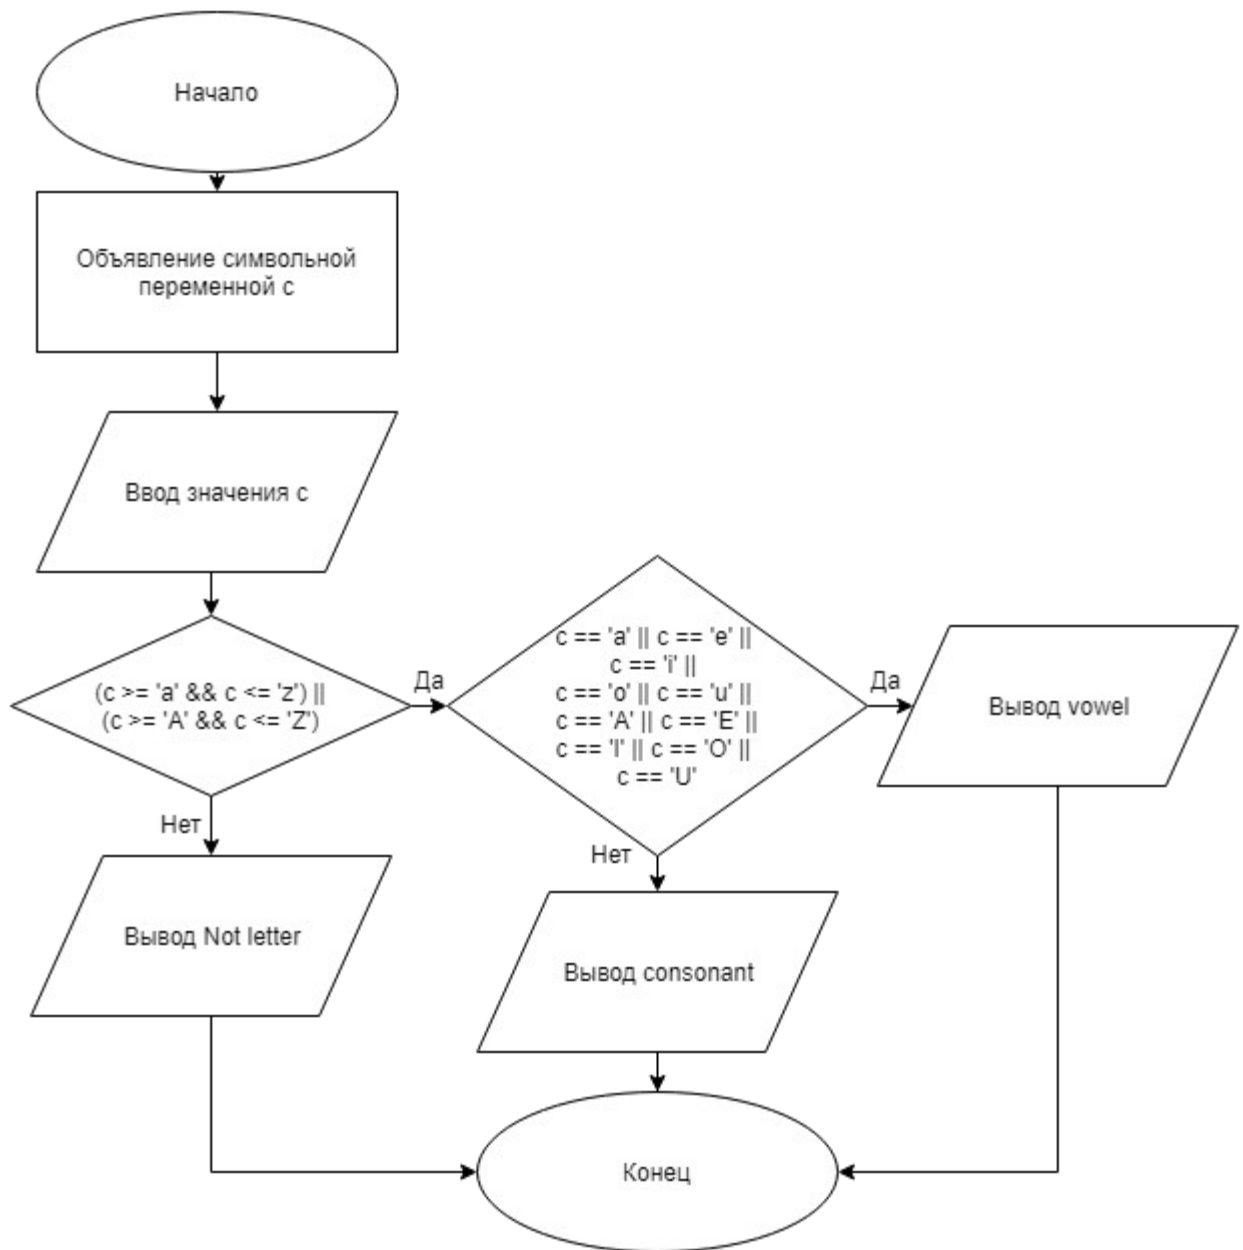 Начало
Объявление символьной
переменной c
Ввод значения c
(c >= 'a' && c <= 'z') ||
(c >= 'A' && c <= 'Z')
Да
c == 'a' || c == 'e' ||
c == 'i' ||
c == 'o' || c == 'u' ||
c == 'A' || c == 'E' ||
c == 'I' || c == 'O' ||
c == 'U'
Да
Вывод vowel
Нет
Вывод Not letter
Нет
Вывод consonant
Конец